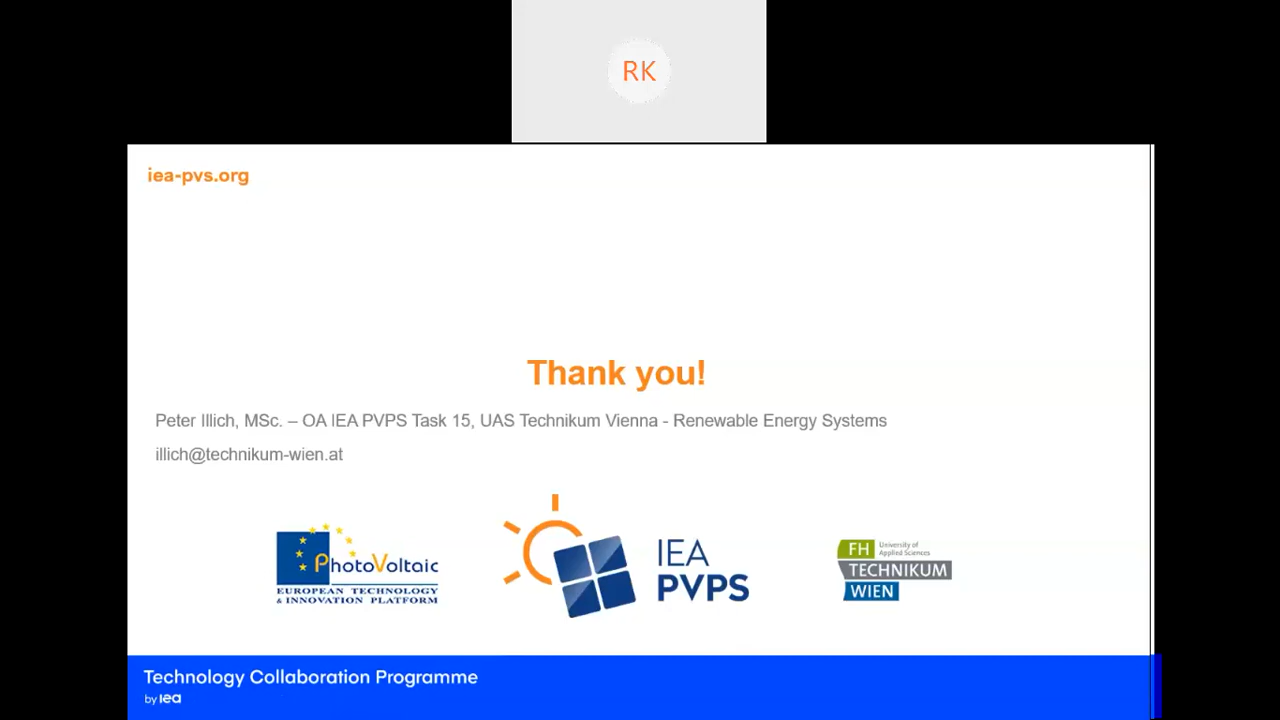 RK
iea-pvs.org
Thank you!
Peter Illich, MSc. – OA IEA PVPS Task 15, UAS Technikum Vienna - Renewable Energy Systems
illich@technikum-wien.at
PhotoVoltaic
EUROPEAN TECHNOLOGY
& INNOVATION PLATFORM
IEA
PVPS
FH University of
Applied Sciences
TECHNIKUM
WIEN
Technology Collaboration Programme
by iea